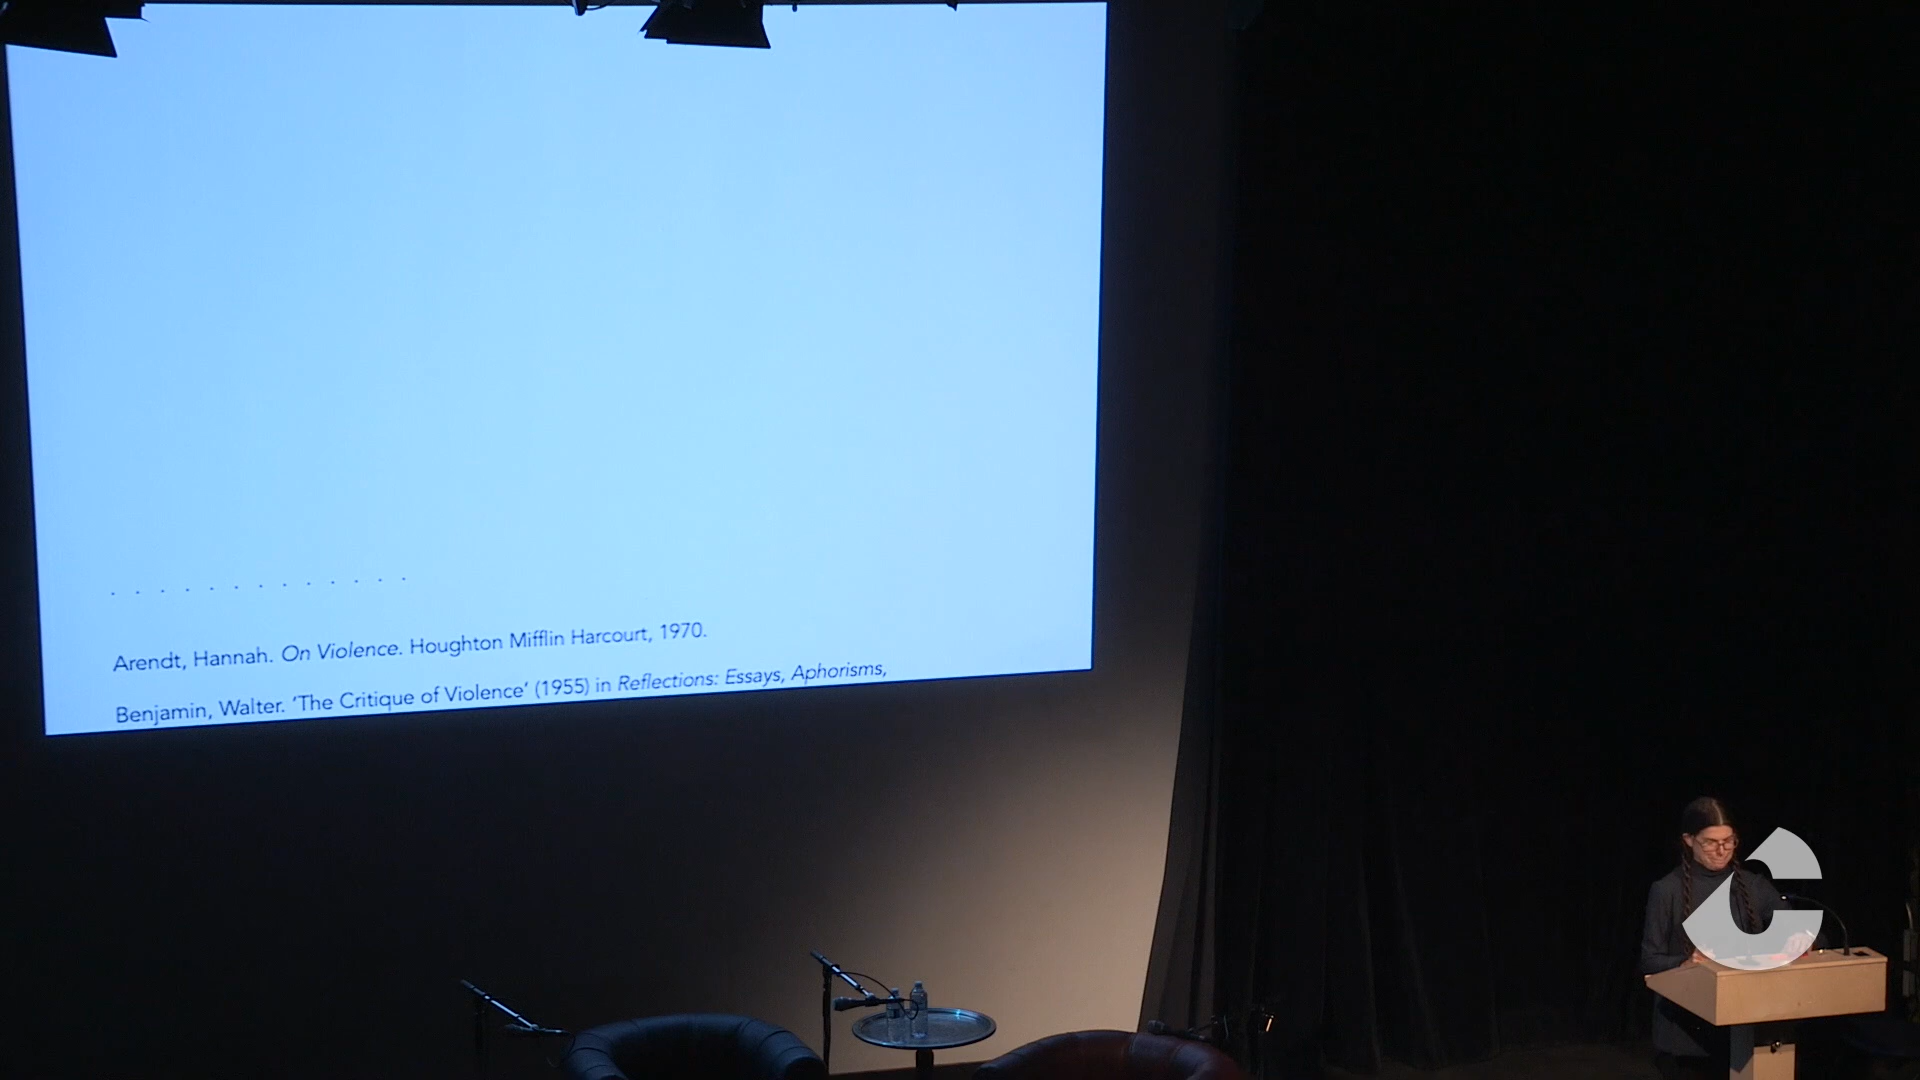 . . . . . . . . . . . . .
Arendt, Hannah. On Violence. Houghton Mifflin Harcourt, 1970.
Benjamin, Walter. ‘The Critique of Violence’ (1955) in Reflections: Essays, Aphorisms,